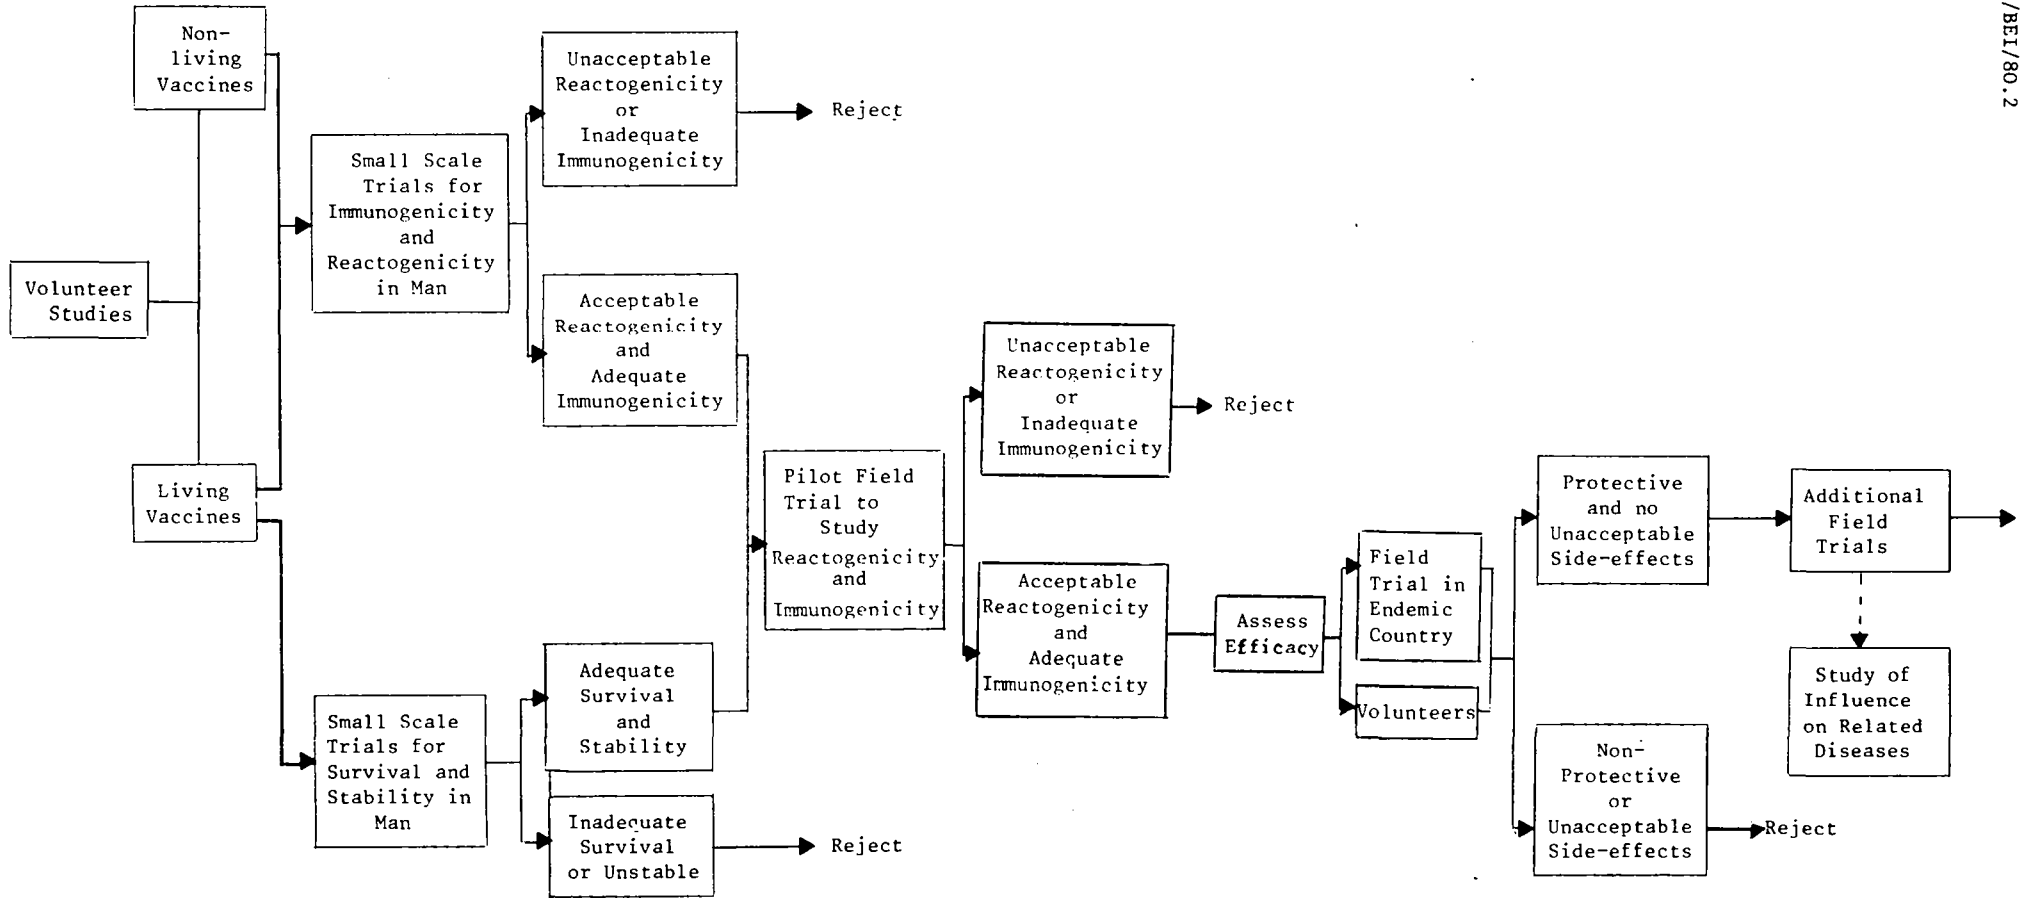 /BEI/80.2
Non-
living
Vaccines
Unacceptable
Reactogenicity
or
Inadequate
Immunogenicity
Reject
Small Scale
Trials for
Immunogenicity
and
Reactogenicity
in Man
Volunteer
Studies
Acceptable
Reactogenicity
and
Adequate
Immunogenicity
Living
Vaccines
Unacceptable
Reactogenicity
or
Inadequate
Immunogenicity
Reject
Pilot Field
Trial to
Study
Reactogenicity
and
Immunogenicity
Acceptable
Reactogenicity
and
Adequate
Immunogenicity
Assess
Efficacy
Field
Trial in
Endemic
Country
Volunteers
Protective
and no
Unacceptable
Side-effects
Additional
Field
Trials
Study of
Influence
on Related
Diseases
Non-
Protective
or
Unacceptable
Side-effects
Reject
Small Scale
Trials for
Survival and
Stability in
Man
Adequate
Survival
and
Stability
Inadequate
Survival
or Unstable
Reject